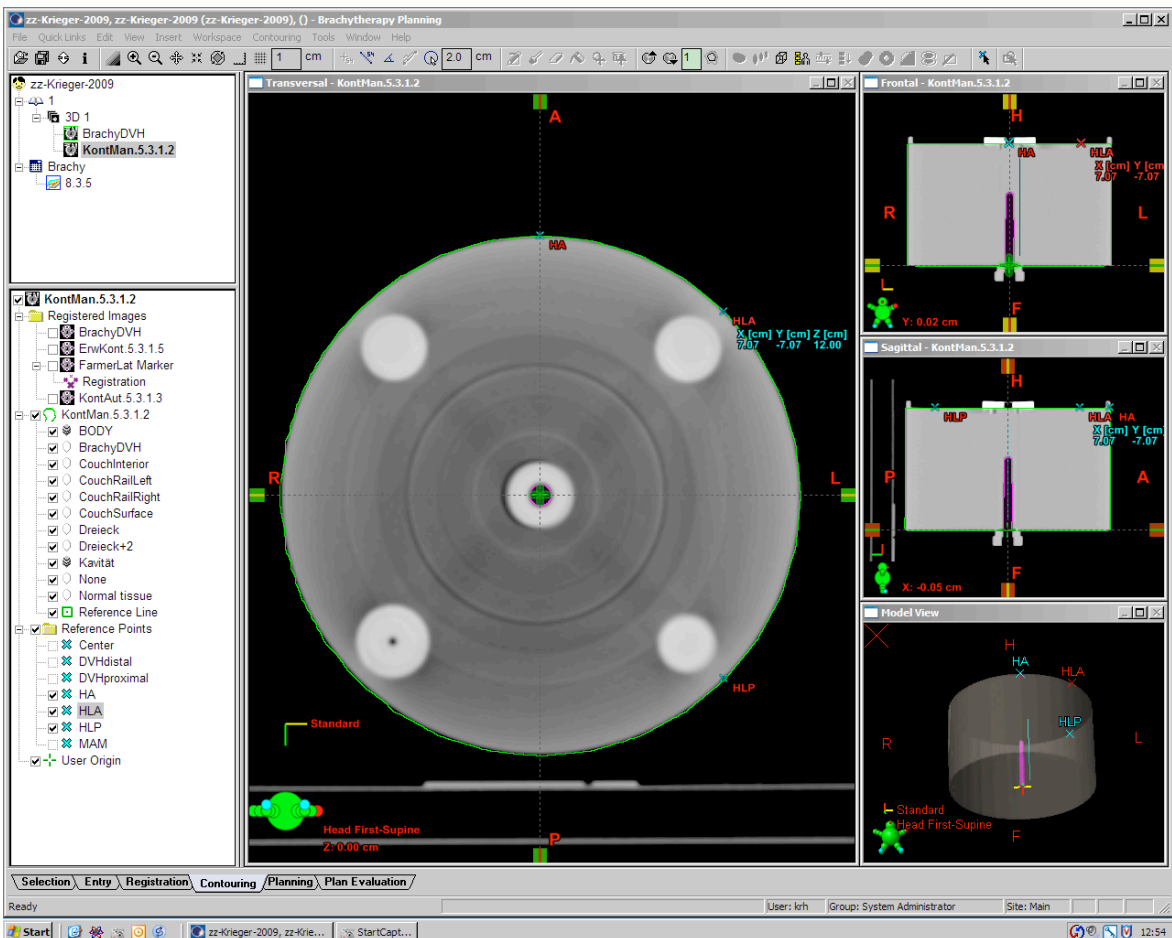 zz-Krieger-2009, zz-Krieger-2009 (zz-Krieger-2009), () - Brachytherapy Planning
File Quick Links Edit View Insert Workspace Contouring Tools Window Help
1 cm 2.0 cm 1
zz-Krieger-2009
1
3D 1
BrachyDVH
KontMan.5.3.1.2
Brachy
8.3.5
KontMan.5.3.1.2
Registered Images
BrachyDVH
ErwKont.5.3.1.5
FarmerLat Marker
Registration
KontAut.5.3.1.3
KontMan.5.3.1.2
BODY
BrachyDVH
CouchInterior
CouchRailLeft
CouchRailRight
CouchSurface
Dreieck
Dreieck+2
Kavität
None
Normal tissue
Reference Line
Reference Points
Center
DVHdistal
DVHproximal
HA
HLA
HLP
MAM
User Origin
Transversal - KontMan.5.3.1.2
A
HA
HLA
X [cm] Y [cm] Z [cm]
7.07 -7.07 12.00
R
L
HLP
Standard
Head First-Supine
Z: 0.00 cm
P
Frontal - KontMan.5.3.1.2
H
HA
HLA
X [cm] Y [cm
7.07 -7.07
R
L
L
F
Y: 0.02 cm
Sagittal - KontMan.5.3.1.2
H
HLP
HLA HA
X [cm] Y [cm
7.07 -7.07
P
A
F
X: -0.05 cm
Model View
H
HA
HLA
HLP
R
L
Standard
Head First-Supine
F
Selection Entry Registration Contouring Planning Plan Evaluation
Ready
User: krh
Group: System Administrator
Site: Main
Start
zz-Krieger-2009, zz-Krie...
StartCapt...
12:54